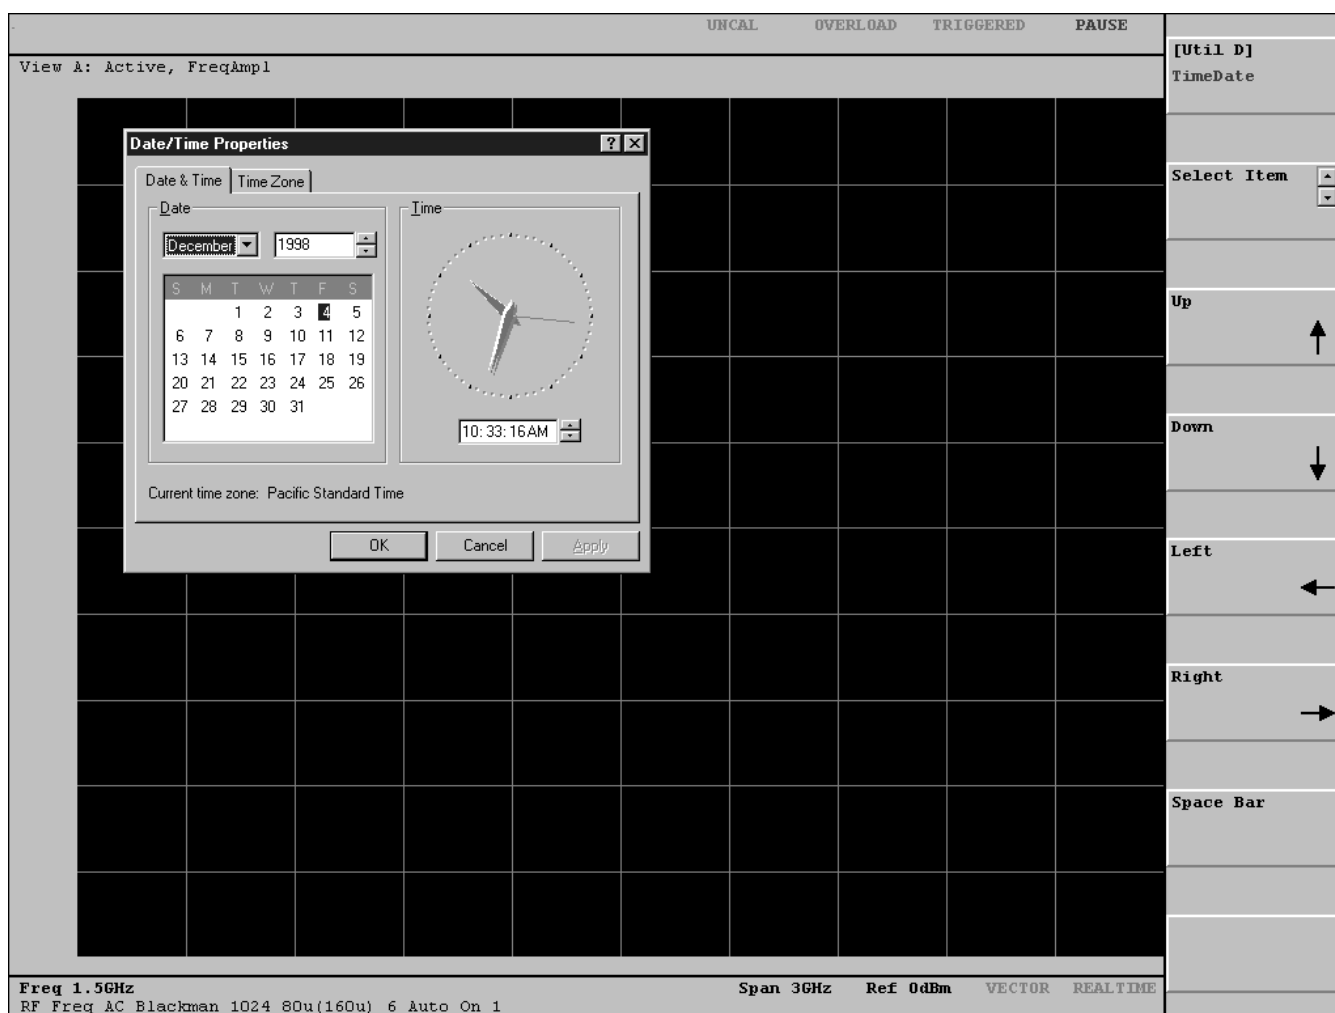 UNCAL OVERLOAD TRIGGERED PAUSE
View A: Active, FreqAmpl
Date/Time Properties
Date & Time Time Zone
Date
December 1998
S M T W T F S
1 2 3 4 5
6 7 8 9 10 11 12
13 14 15 16 17 18 19
20 21 22 23 24 25 26
27 28 29 30 31
Time
10:33:16AM
Current time zone: Pacific Standard Time
OK Cancel Apply
[Util D]
TimeDate
Select Item
Up
Down
Left
Right
Space Bar
Freq 1.5GHz Span 3GHz Ref 0dBm VECTOR REALTIME
RF Freq AC Blackman 1024 80u(160u) 6 Auto On 1